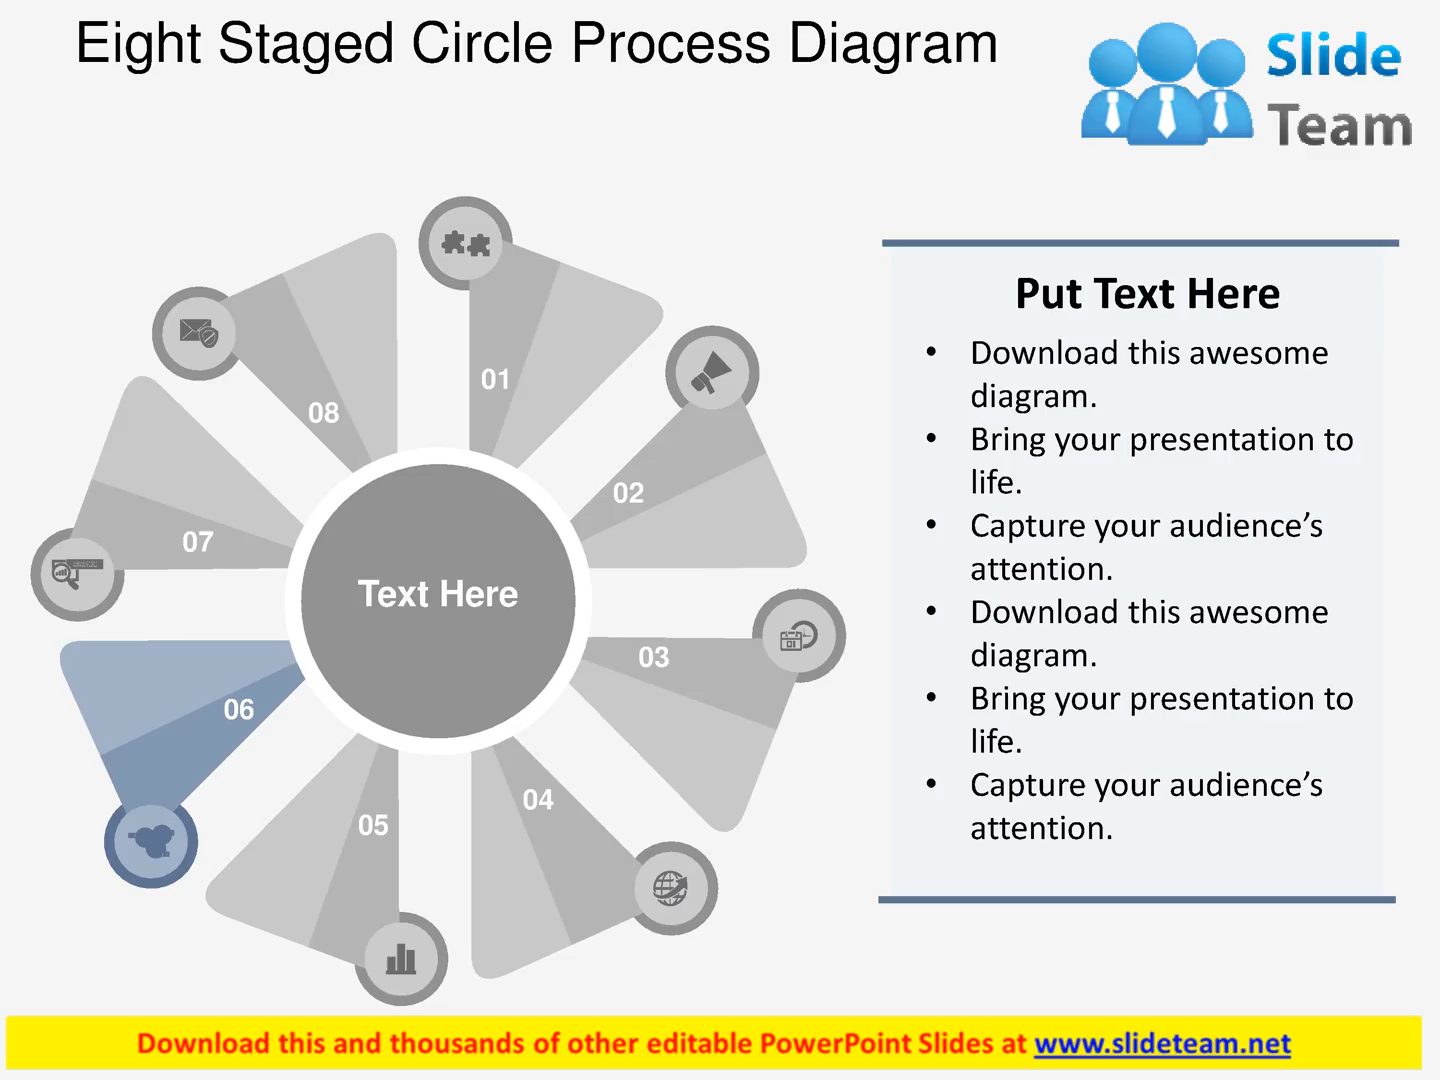 Eight Staged Circle Process Diagram
Slide
Team
01
02
03
04
05
06
07
08
Text Here
Put Text Here
• Download this awesome
diagram.
• Bring your presentation to
life.
• Capture your audience’s
attention.
• Download this awesome
diagram.
• Bring your presentation to
life.
• Capture your audience’s
attention.
Download this and thousands of other editable PowerPoint Slides at www.slideteam.net